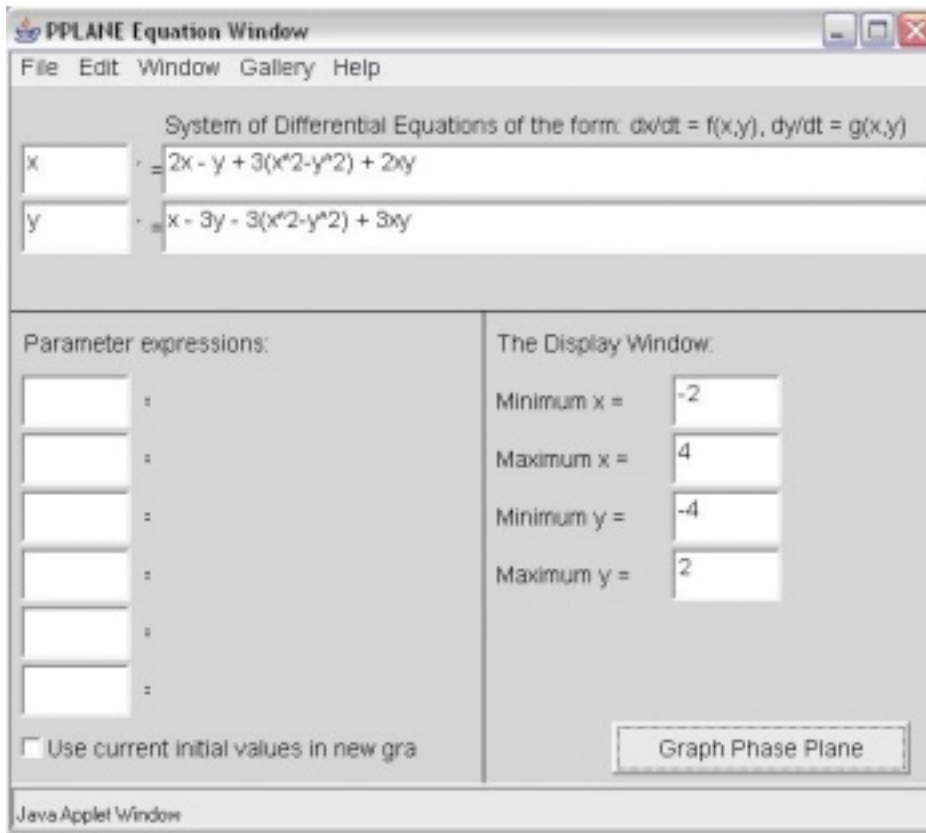 PPLANE Equation Window
File Edit Window Gallery Help
System of Differential Equations of the form: dx/dt = f(x,y), dy/dt = g(x,y)
x ' = 2x - y + 3(x^2-y^2) + 2xy
y ' = x - 3y - 3(x^2-y^2) + 3xy
Parameter expressions:
=
=
=
=
=
=
Use current initial values in new gra
The Display Window:
Minimum x = -2
Maximum x = 4
Minimum y = -4
Maximum y = 2
Graph Phase Plane
Java Applet Window